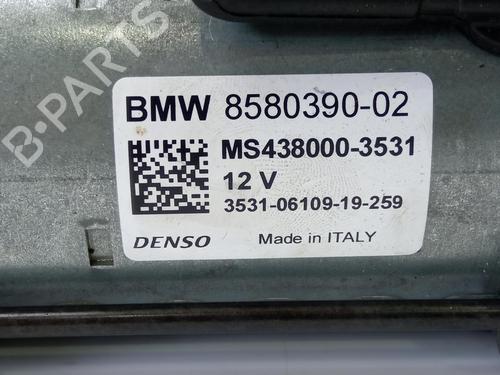 B-PARTS
BMW 8580390-02
MS438000-3531
12 V
3531-06109-19-259
DENSO Made in ITALY